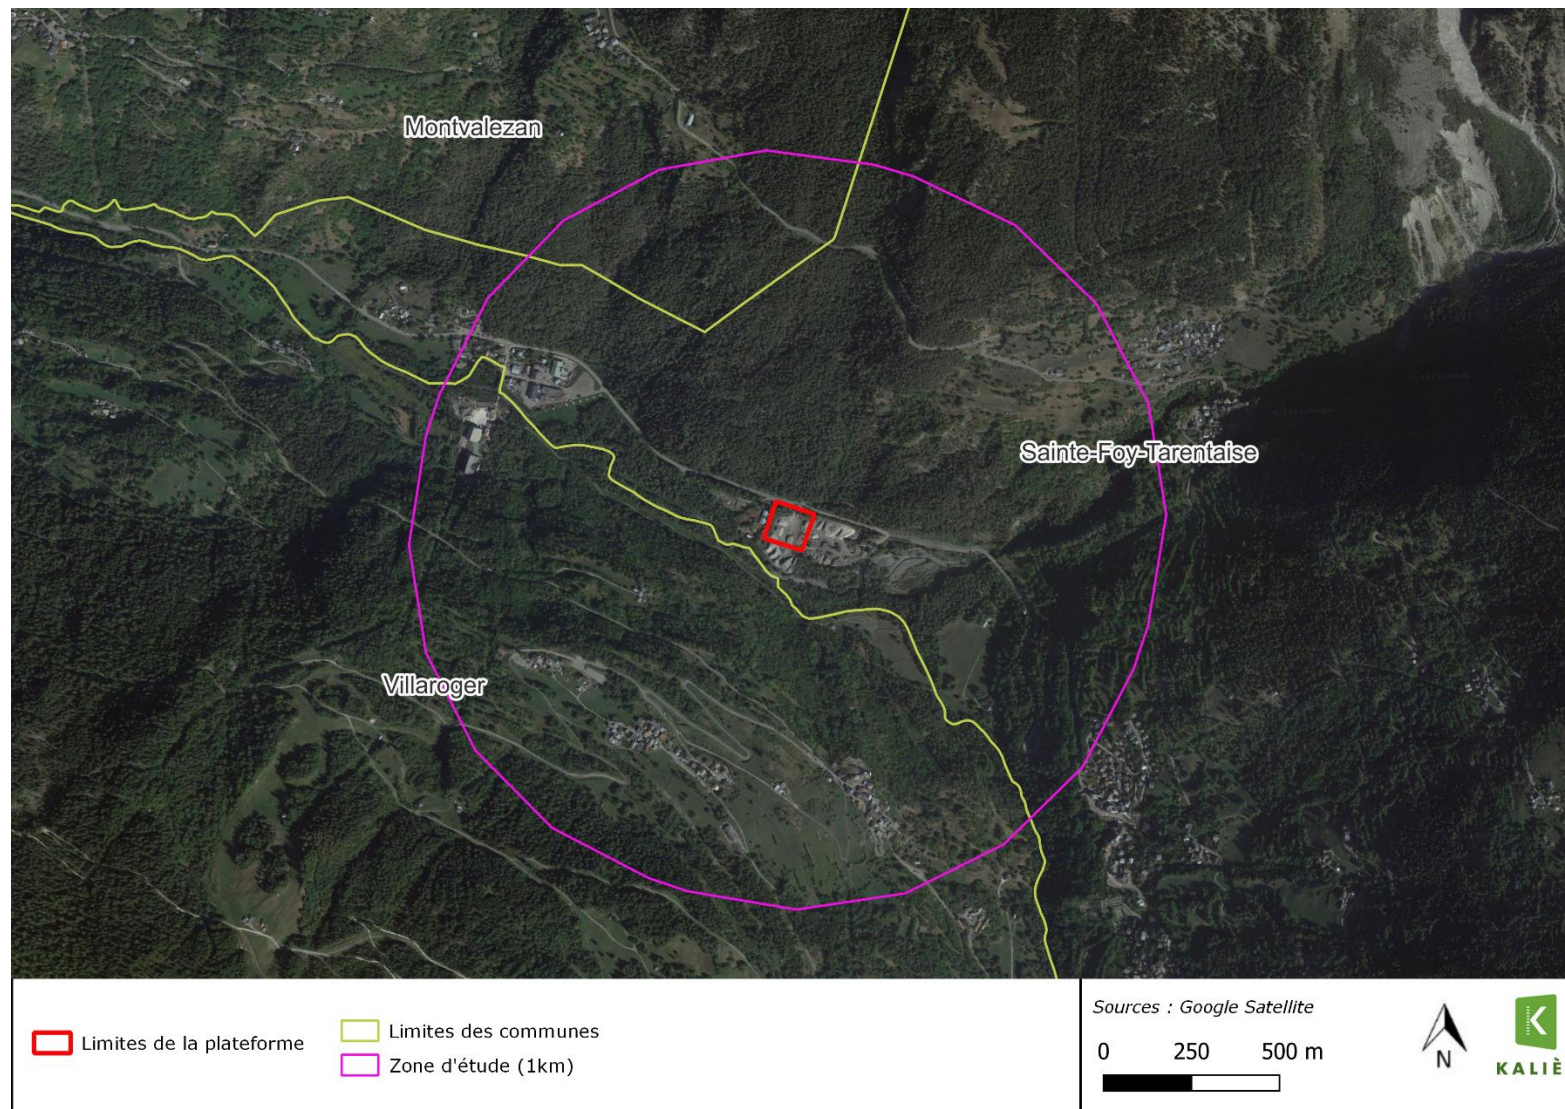 Montvalezan
Sainte-Foy-Tarentaise
Villaroger
Limites de la plateforme
Limites des communes
Zone d'étude (1km)
Sources : Google Satellite
0 250 500 m
N
KALIÈ